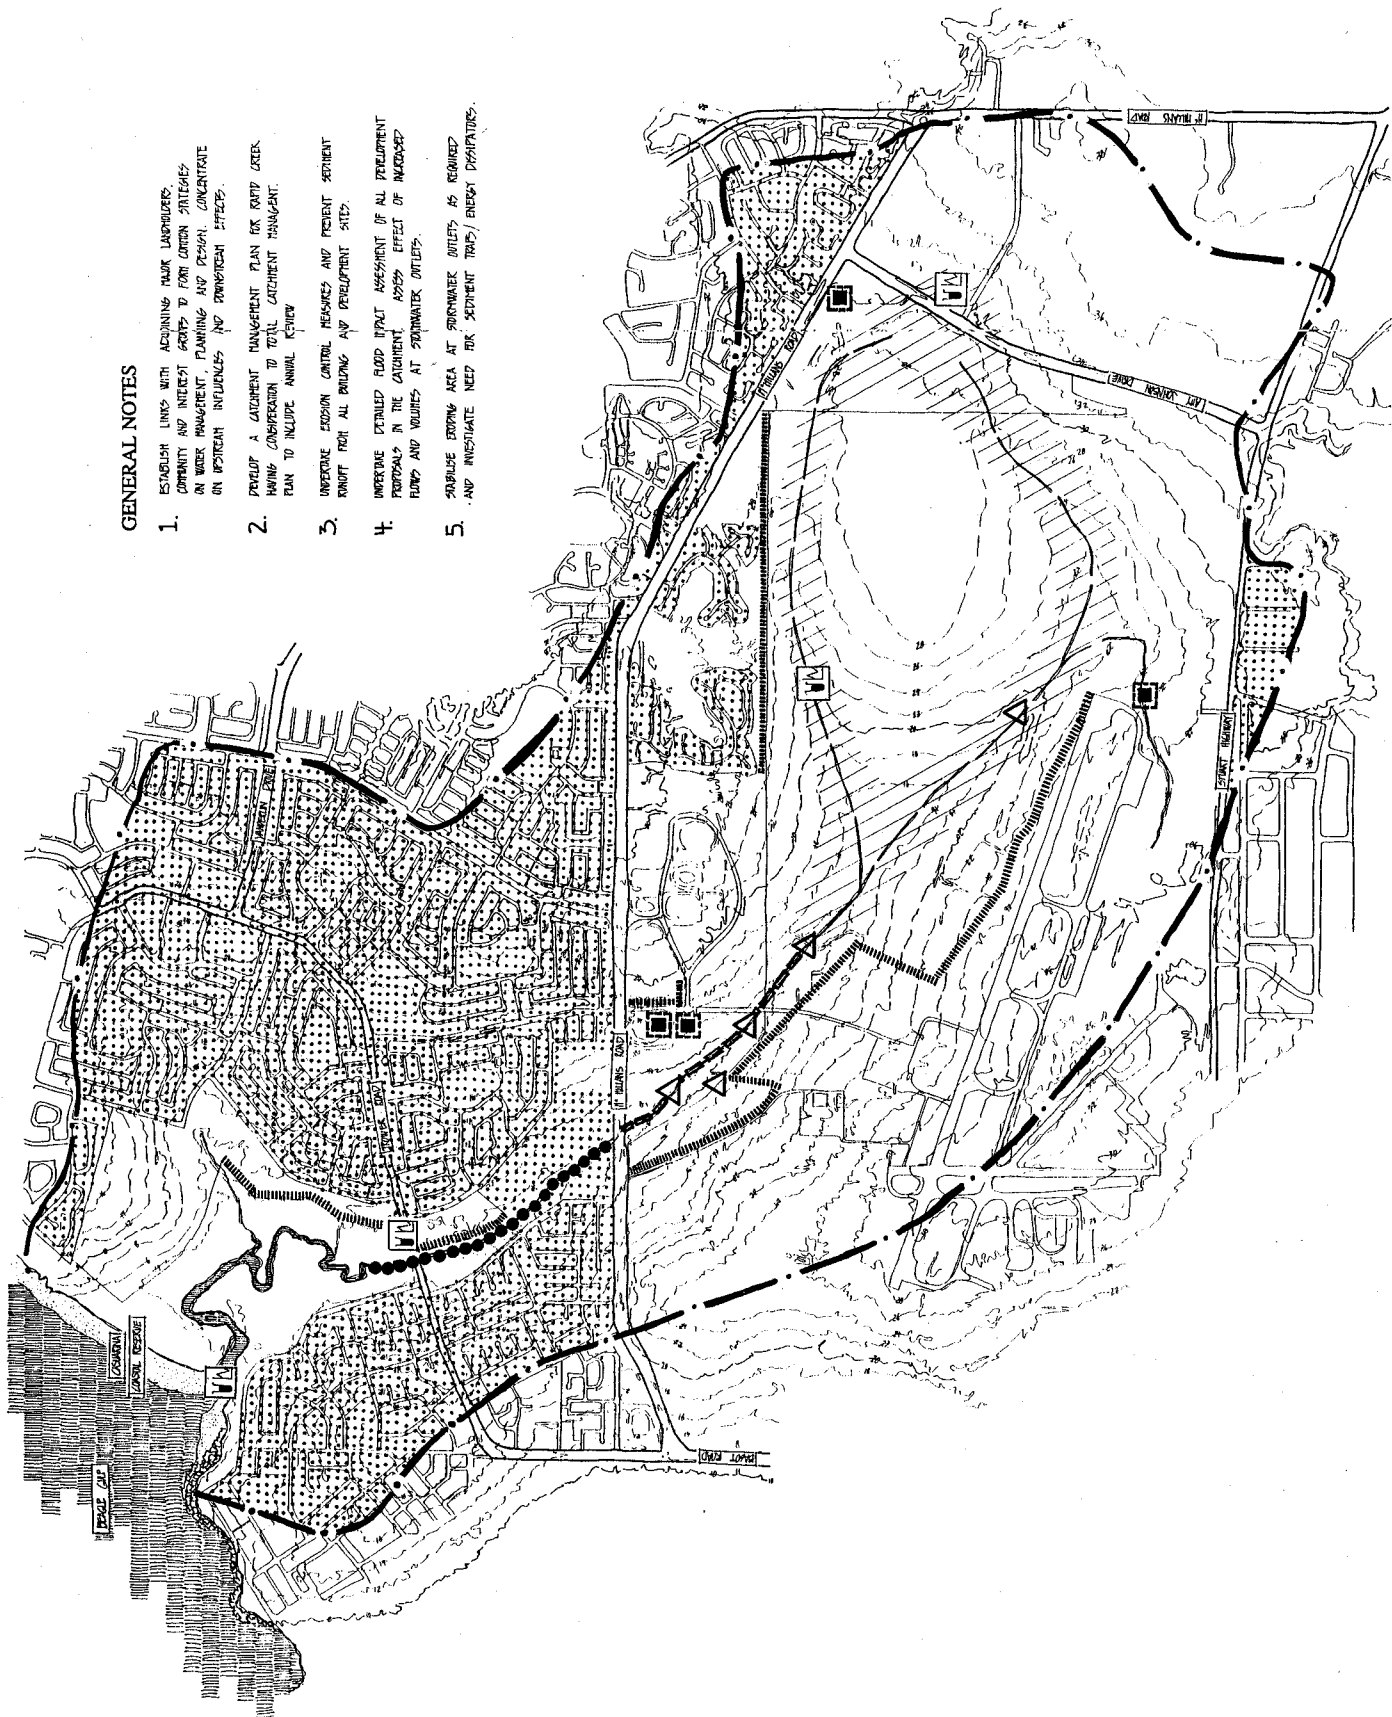 GENERAL NOTES
1. ESTABLISH LINKS WITH ADJOINING MAJOR LANDHOLDERS,
COMMUNITY AND INTEREST GROUPS TO FORM COMMON STATEGIES
ON WATER MANAGEMENT, PLANNING AND DESIGN. CONCENTRATE
ON UPSTREAM INFLUENCES AND DOWNSTREAM EFFECTS.
2. DEVELOP A CATCHMENT MANAGEMENT PLAN FOR RAPID CREEK
HAVING CONSIDERATION TO TOTAL CATCHMENT MANAGEMENT.
PLAN TO INCLUDE ANNUAL REVIEW
3. UNDERTAKE EROSION CONTROL MEASURES AND PREVENT SEDIMENT
RUNOFF FROM ALL BUILDING AND DEVELOPMENT SITES.
4. UNDERTAKE DETAILED FLOOD IMPACT ASSESSMENT OF ALL DEVELOPMENT
PROPOSALS IN THE CATCHMENT. ASSESS EFFECT OF INCREASED
FLOWS AND VOLUMES AT STORMWATER OUTLETS.
5. STABILISE ERODING AREA AT STORMWATER OUTLETS AS REQUIRED
AND INVESTIGATE NEED FOR SEDIMENT TRAPS/ ENERGY DISSIPATORS.
BEAGLE GULF
CASUARINA
COASTAL RESERVE
VANDERLIN DRIVE
TROWER ROAD
McMILLANS ROAD
McMILLANS ROAD
McMILLANS ROAD
BAGOT ROAD
AMY JOHNSON DRIVE
STUART HIGHWAY